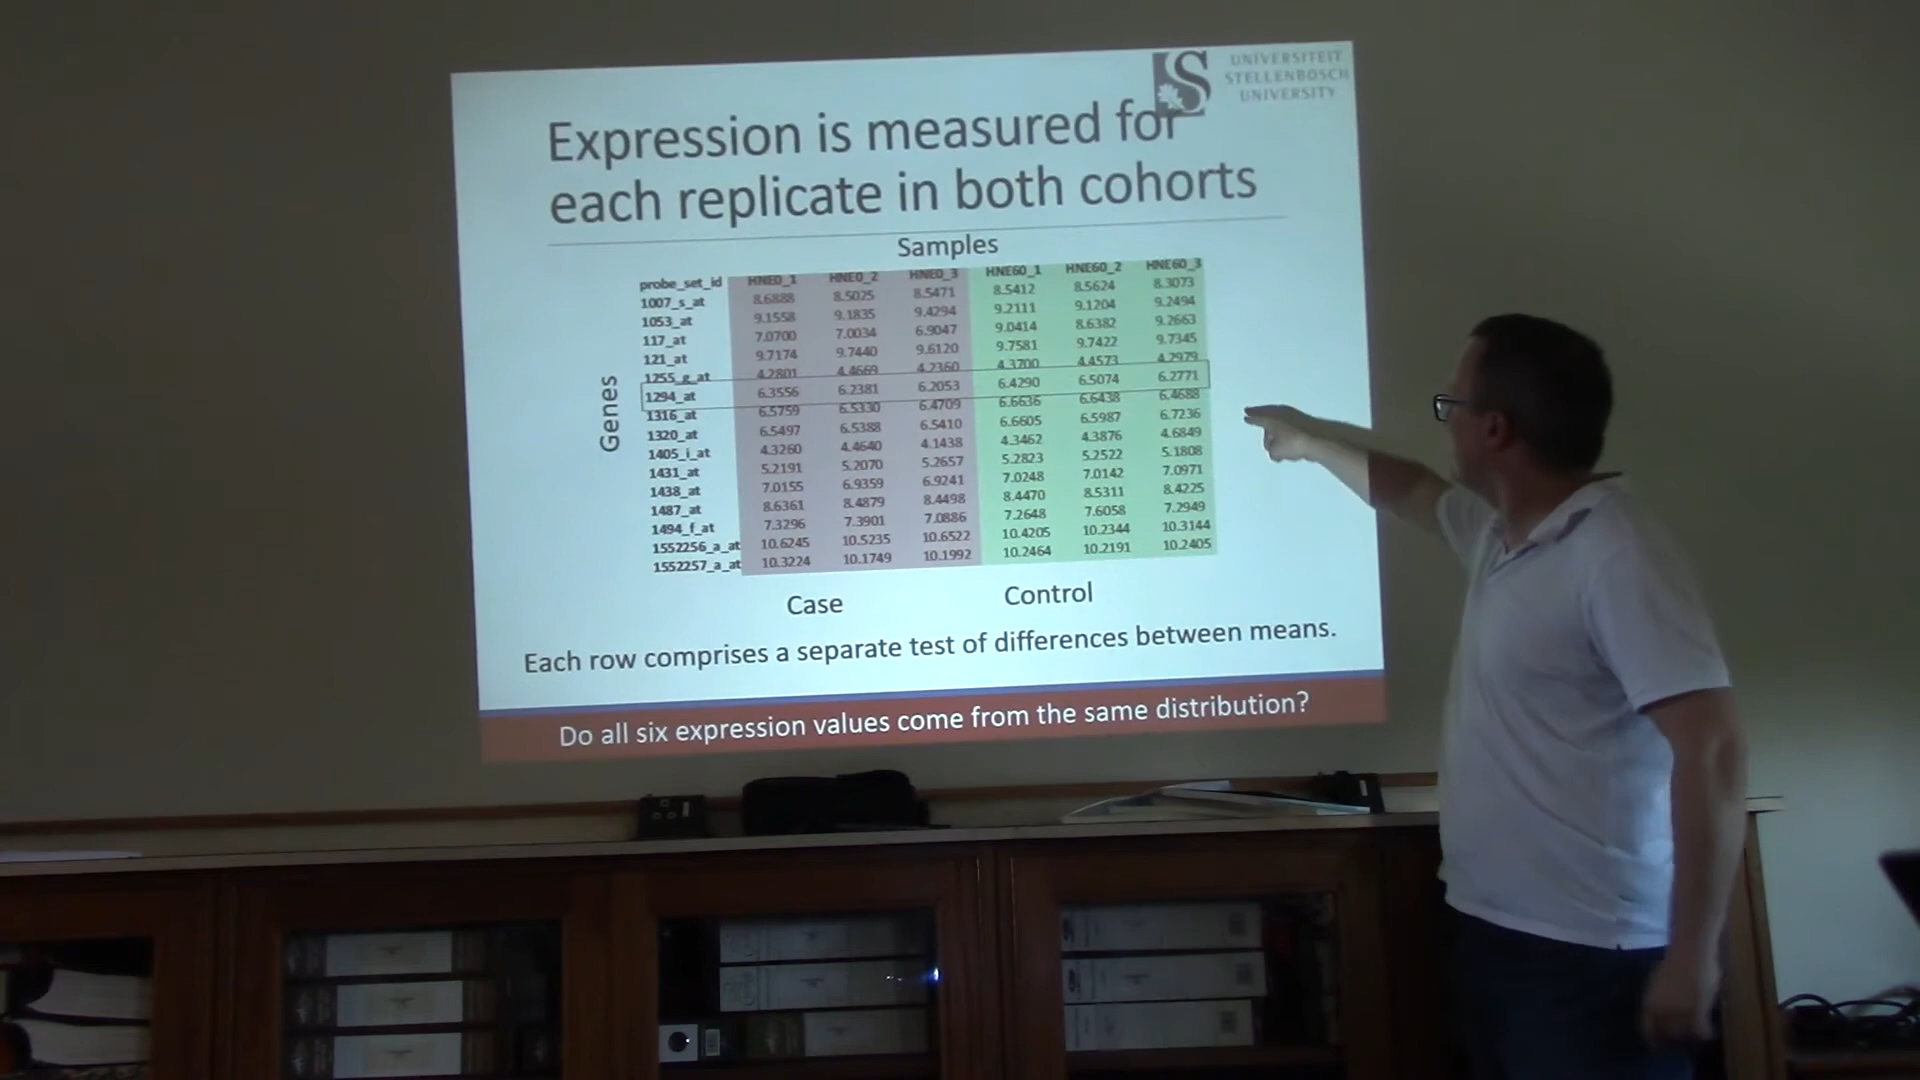 UNIVERSITEIT
STELLENBOSCH
UNIVERSITY
Expression is measured for
each replicate in both cohorts
Samples
Genes
probe_set_id HNE0_1 HNE0_2 HNE0_3 HNE60_1 HNE60_2 HNE60_3
1007_s_at 8.6888 8.5025 8.5471 8.5412 8.5624 8.3073
1053_at 9.1558 9.1835 9.4294 9.2111 9.1204 9.2494
117_at 7.0700 7.0034 6.9047 9.0414 8.6382 9.2663
121_at 9.7174 9.7440 9.6120 9.7581 9.7422 9.7345
1255_g_at 4.2801 4.4669 4.2360 4.3700 4.4573 4.2979
1294_at 6.3556 6.2381 6.2053 6.4290 6.5074 6.2771
1316_at 6.5759 6.5330 6.4709 6.6636 6.6438 6.4688
1320_at 6.5497 6.5388 6.5410 6.6605 6.5987 6.7236
1405_i_at 4.3260 4.4640 4.1438 4.3462 4.3876 4.6849
1431_at 5.2191 5.2070 5.2657 5.2823 5.2522 5.1808
1438_at 7.0155 6.9359 6.9241 7.0248 7.0142 7.0971
1487_at 8.6361 8.4879 8.4498 8.4470 8.5311 8.4225
1494_f_at 7.3296 7.3901 7.0886 7.2648 7.6058 7.2949
1552256_a_at 10.6245 10.5235 10.6522 10.4205 10.2344 10.3144
1552257_a_at 10.3224 10.1749 10.1992 10.2464 10.2191 10.2405
Case Control
Each row comprises a separate test of differences between means.
Do all six expression values come from the same distribution?